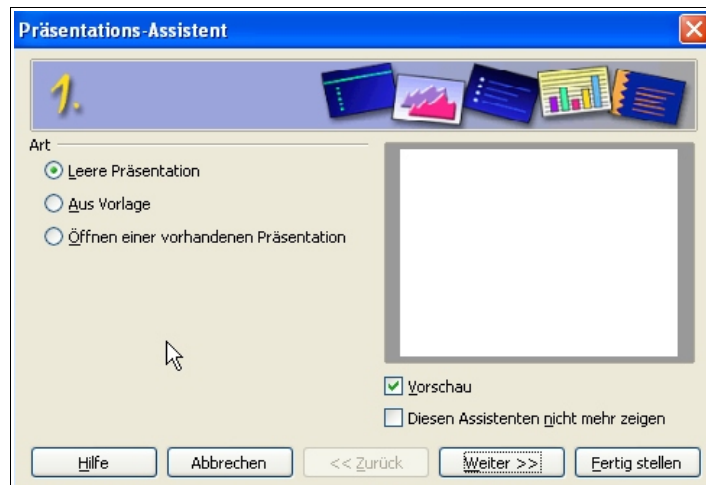 Präsentations-Assistent
1.
Art
Leere Präsentation
Aus Vorlage
Öffnen einer vorhandenen Präsentation
Vorschau
Diesen Assistenten nicht mehr zeigen
Hilfe Abbrechen << Zurück Weiter >> Fertig stellen